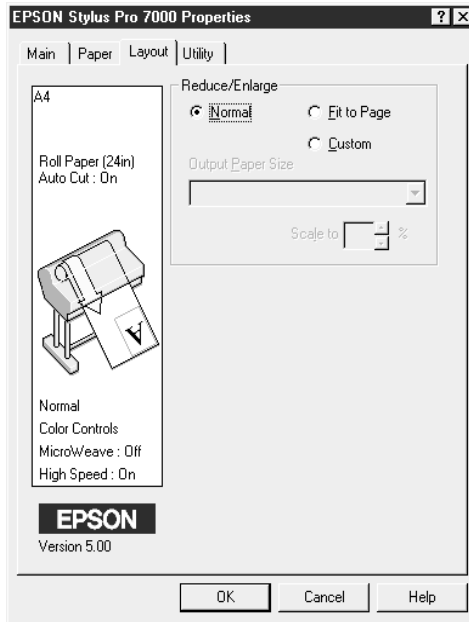 EPSON Stylus Pro 7000 Properties ? X
Main Paper Layout Utility
A4
Roll Paper (24in)
Auto Cut : On
A
Normal
Color Controls
MicroWeave : Off
High Speed : On
EPSON
Version 5.00
Reduce/Enlarge
Normal Fit to Page
Custom
Output Paper Size
Scale to %
OK Cancel Help